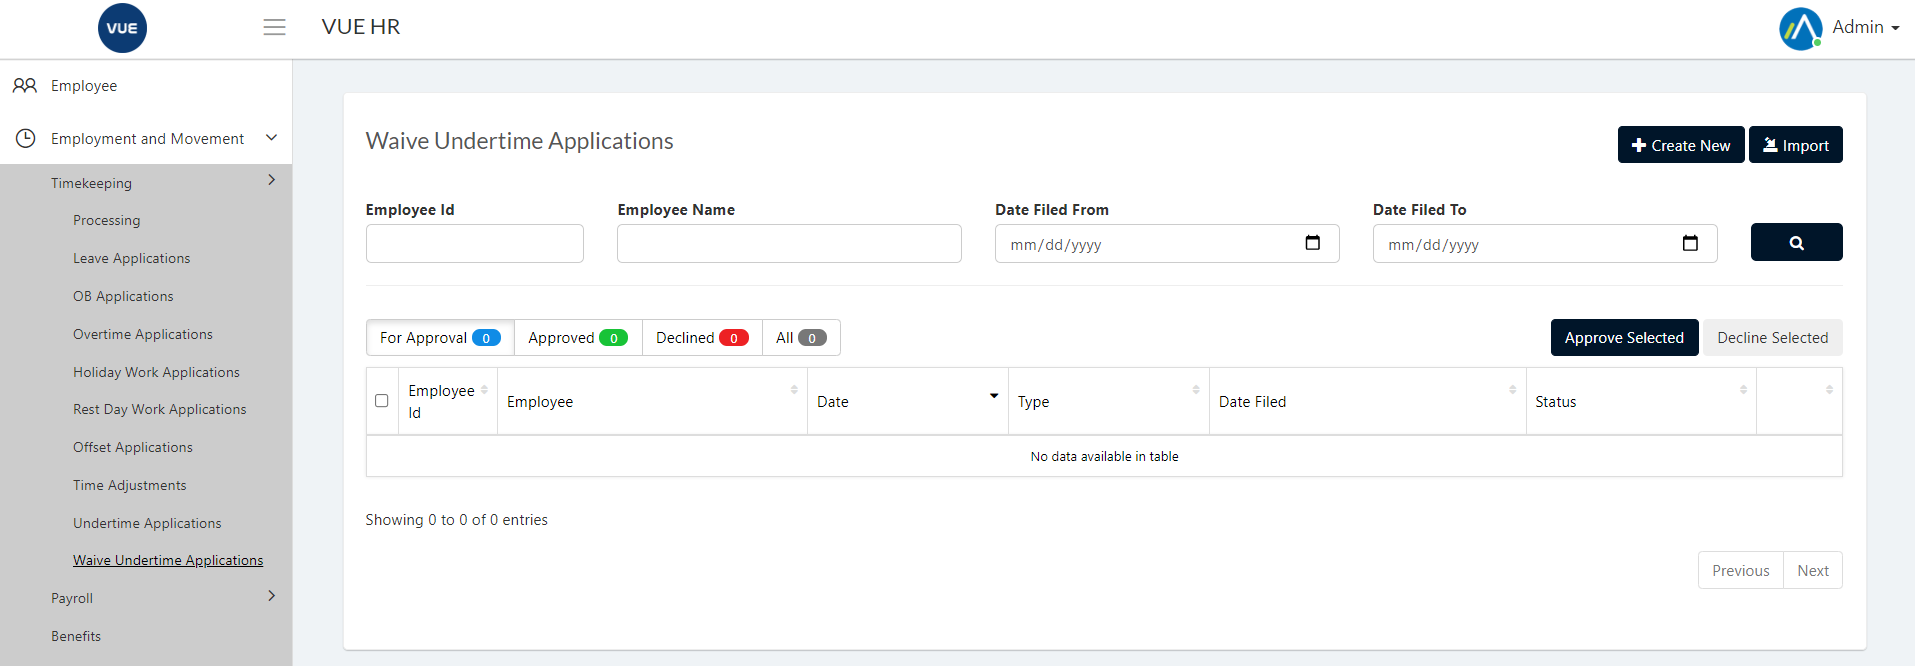 VUE
VUE HR
Admin
Employee
Employment and Movement
Timekeeping
Processing
Leave Applications
OB Applications
Overtime Applications
Holiday Work Applications
Rest Day Work Applications
Offset Applications
Time Adjustments
Undertime Applications
Waive Undertime Applications
Payroll
Benefits
Waive Undertime Applications
Create New
Import
Employee Id
Employee Name
Date Filed From
Date Filed To
mm/dd/yyyy
mm/dd/yyyy
For Approval 0
Approved 0
Declined 0
All 0
Approve Selected
Decline Selected
Employee
Id
Employee
Date
Type
Date Filed
Status
No data available in table
Showing 0 to 0 of 0 entries
Previous
Next